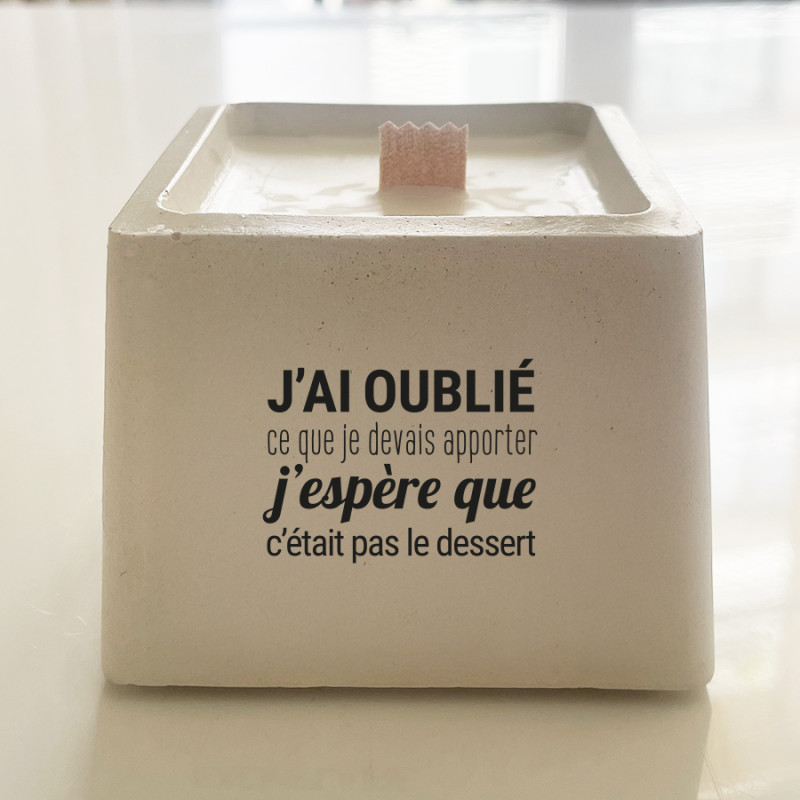 J'AI OUBLIÉ
ce que je devais apporter
j'espère que
c'était pas le dessert